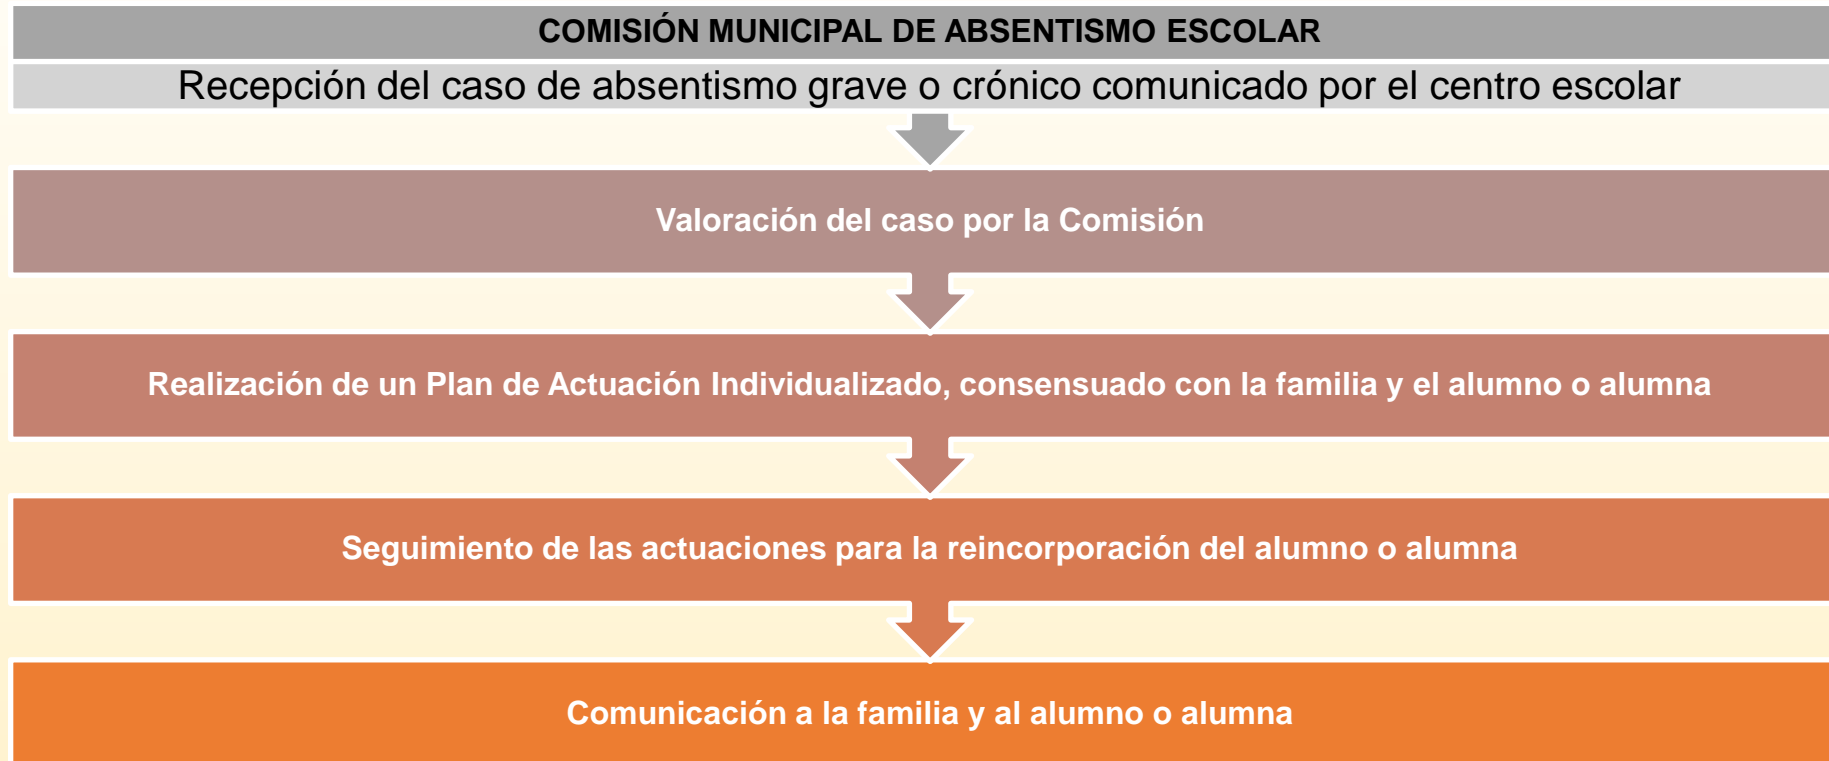 COMISIÓN MUNICIPAL DE ABSENTISMO ESCOLAR
Recepción del caso de absentismo grave o crónico comunicado por el centro escolar
Valoración del caso por la Comisión
Realización de un Plan de Actuación Individualizado, consensuado con la familia y el alumno o alumna
Seguimiento de las actuaciones para la reincorporación del alumno o alumna
Comunicación a la familia y al alumno o alumna